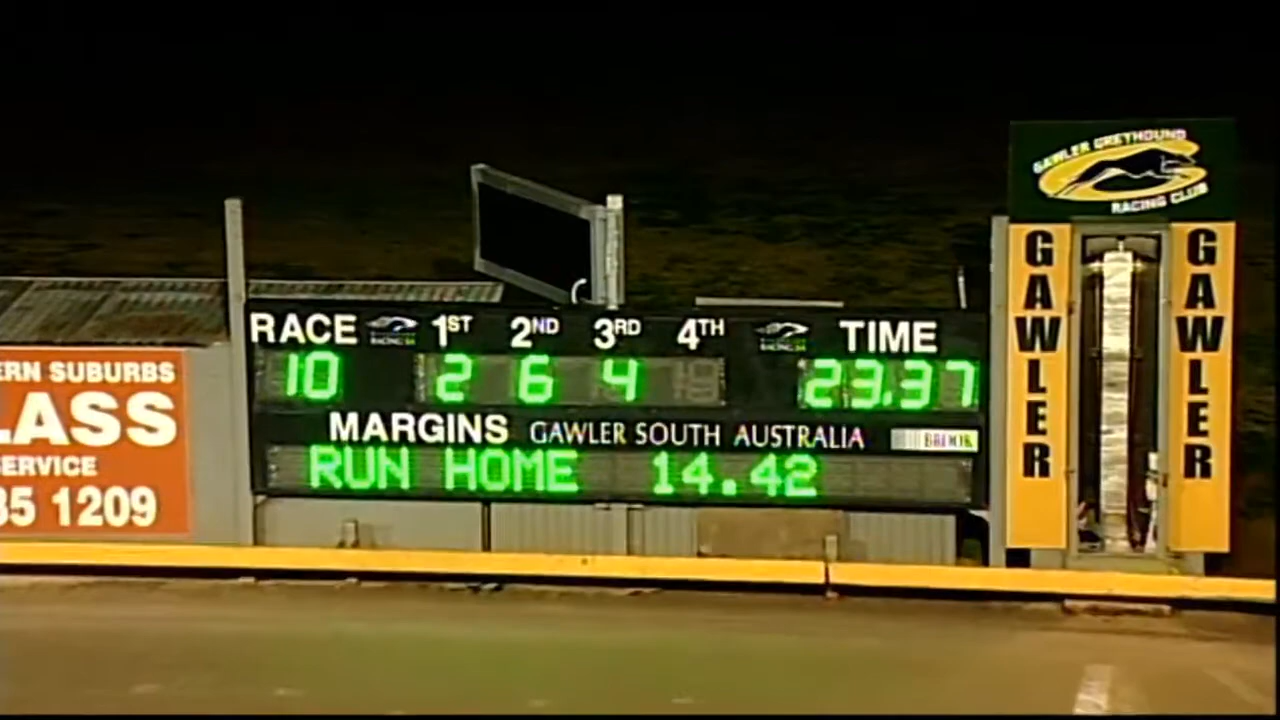 GAWLER GREYHOUND
RACING CLUB
GAWLER
GAWLER
RACE 1ST 2ND 3RD 4TH TIME
10 2 6 4 23.37
MARGINS GAWLER SOUTH AUSTRALIA
RUN HOME 14.42
ERN SUBURBS
LASS
SERVICE
35 1209